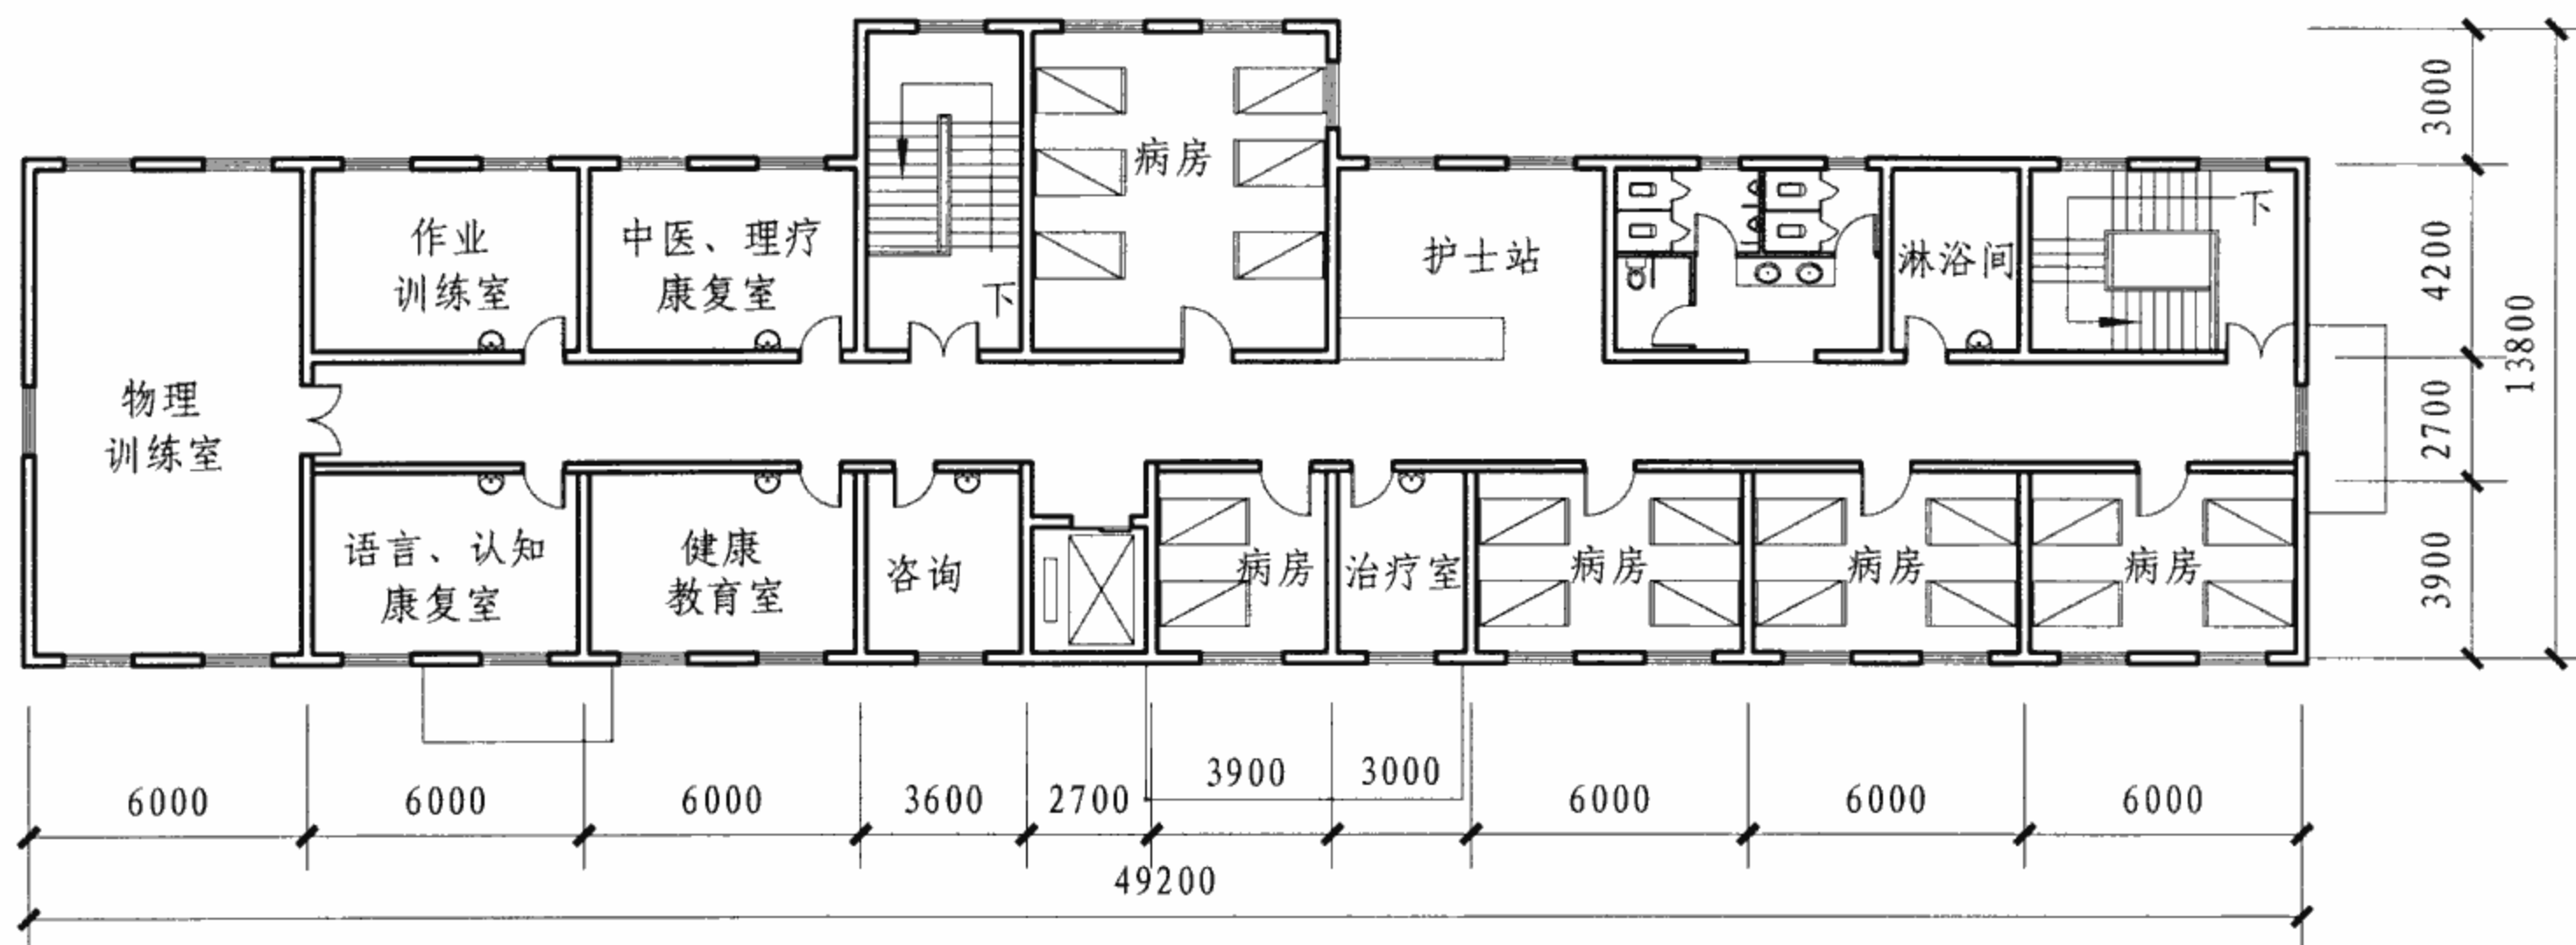 病房
3000
作业
训练室
中医、理疗
康复室
下
护士站
淋浴间
下
4200
13800
物理
训练室
2700
语言、认知
康复室
健康
教育室
咨询
病房
治疗室
病房
病房
病房
3900
6000
6000
6000
3600
2700
3900
3000
6000
6000
6000
49200